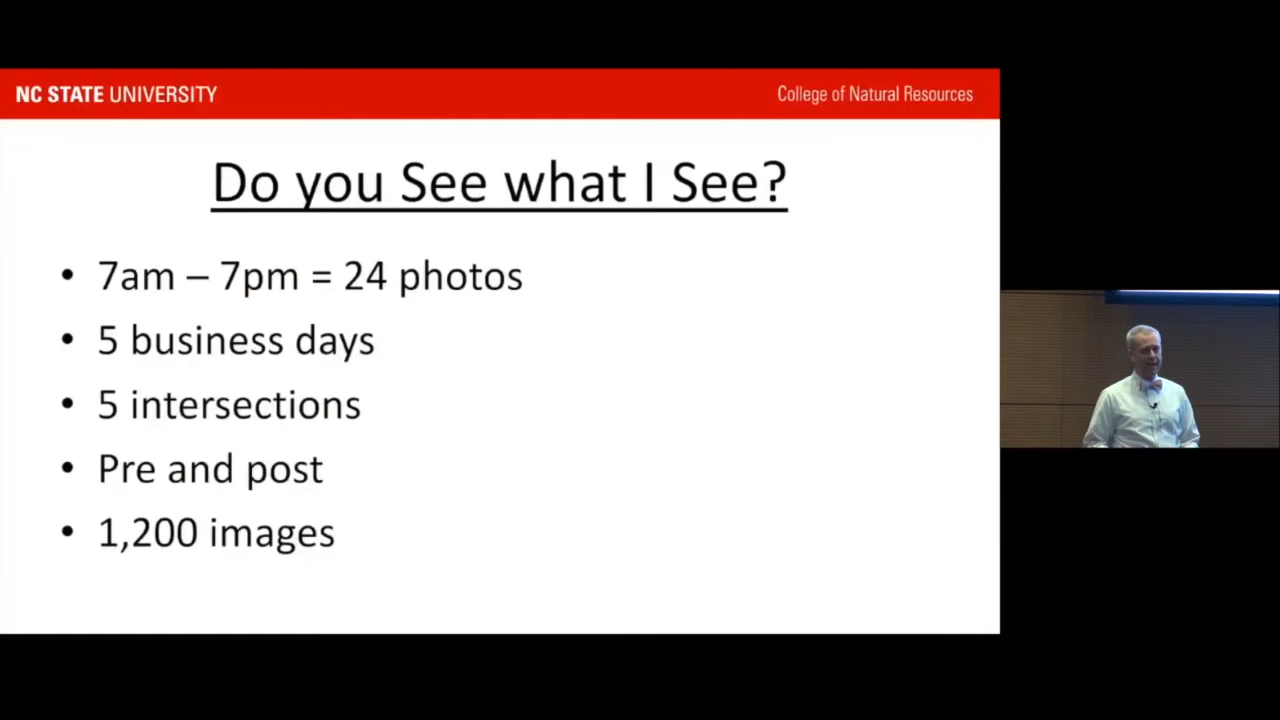 NC STATE UNIVERSITY
College of Natural Resources
Do you See what I See?
• 7am – 7pm = 24 photos
• 5 business days
• 5 intersections
• Pre and post
• 1,200 images